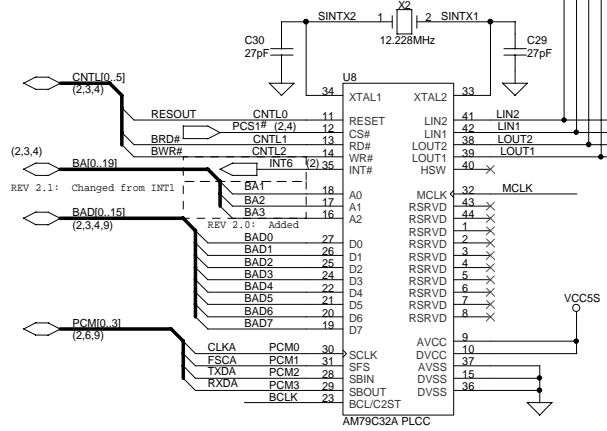 X2
SINTX2 1 2 SINTX1
12.228MHz
C30
27pF
C29
27pF
CNTL[0..5]
(2,3,4)
U8
34 XTAL1 XTAL2 33
RESOUT CNTL0 11 RESET LIN2 41 LIN2
PCS1# (2,4) 12 CS# LIN1 42 LIN1
BRD# CNTL1 13 RD# LOUT2 38 LOUT2
BWR# CNTL2 14 WR# LOUT1 39 LOUT1
(2,3,4)
INT6 (2) 35 INT# HSW 40
BA[0..19]
REV 2.1: Changed from INT1
BA1 18 A0 MCLK 32 MCLK
BA2 17 A1 RSRVD 43
BA3 16 A2 RSRVD 44
REV 2.0: Added
BAD[0..15]
(2,3,4,9)
RSRVD 1
BAD0 27 D0 RSRVD 2
BAD1 26 D1 RSRVD 3
BAD2 25 D2 RSRVD 4
BAD3 24 D3 RSRVD 5
BAD4 22 D4 RSRVD 6
BAD5 21 D5 RSRVD 7
BAD6 20 D6 RSRVD 8
BAD7 19 D7
VCC5S
PCM[0..3]
(2,6,9)
AVCC 9
CLKA PCM0 30 SCLK DVCC 10
FSCA PCM1 31 SFS AVSS 37
TXDA PCM2 28 SBIN DVSS 15
RXDA PCM3 29 SBOUT DVSS 36
BCLK 23 BCL/C2ST
AM79C32A PLCC